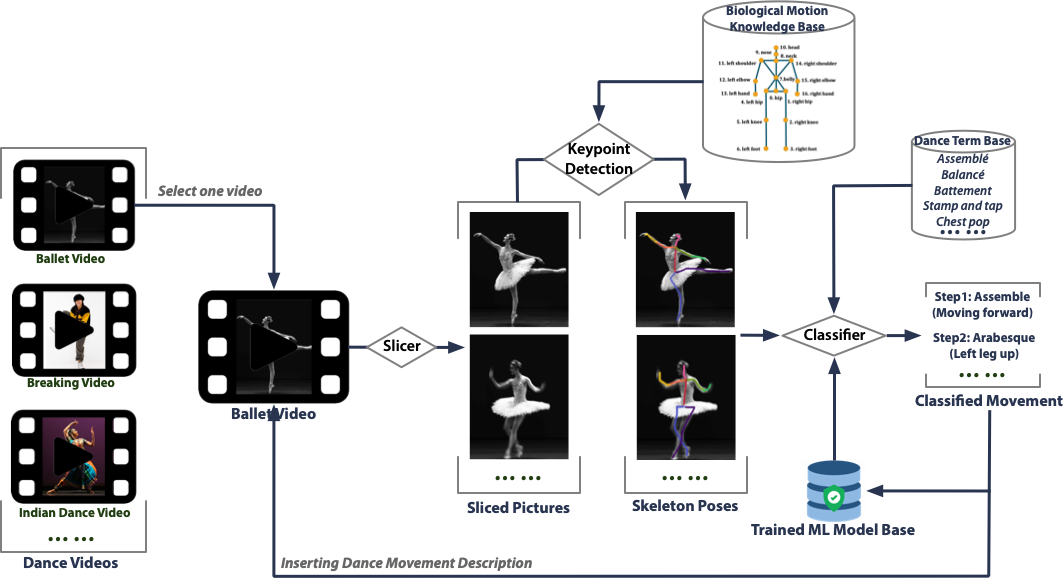 Biological Motion
Knowledge Base
10. head
9. nose
8. neck
11. left shoulder
14. right shoulder
7. belly
12. left elbow
15. right elbow
13. left hand
16. right hand
0. hip
4. left hip
1. right hip
5. left knee
2. right knee
6. left foot
3. right foot
Keypoint
Detection
Dance Term Base
Assemblé
Balancé
Battement
Stamp and tap
Chest pop
... ...
Select one video
Ballet Video
Breaking Video
Indian Dance Video
... ...
Dance Videos
Ballet Video
Slicer
... ...
Sliced Pictures
... ...
Skeleton Poses
Classifier
Step1: Assemble
(Moving forward)
Step2: Arabesque
(Left leg up)
... ...
Classified Movement
Trained ML Model Base
Inserting Dance Movement Description